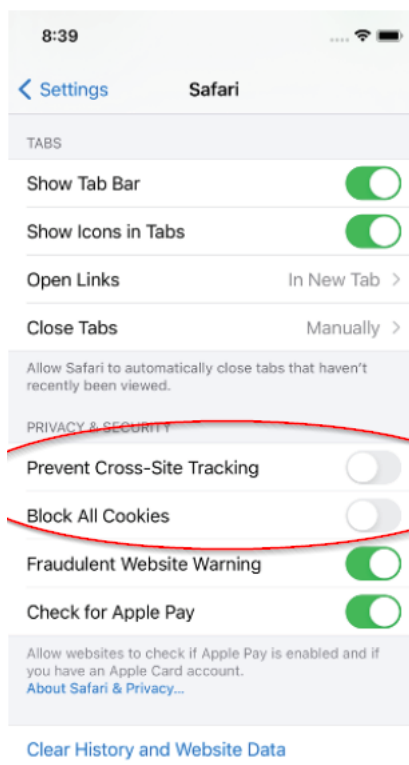 8:39
Settings
Safari
TABS
Show Tab Bar
Show Icons in Tabs
Open Links
In New Tab
Close Tabs
Manually
Allow Safari to automatically close tabs that haven't
recently been viewed.
PRIVACY & SECURITY
Prevent Cross-Site Tracking
Block All Cookies
Fraudulent Website Warning
Check for Apple Pay
Allow websites to check if Apple Pay is enabled and if
you have an Apple Card account.
About Safari & Privacy...
Clear History and Website Data